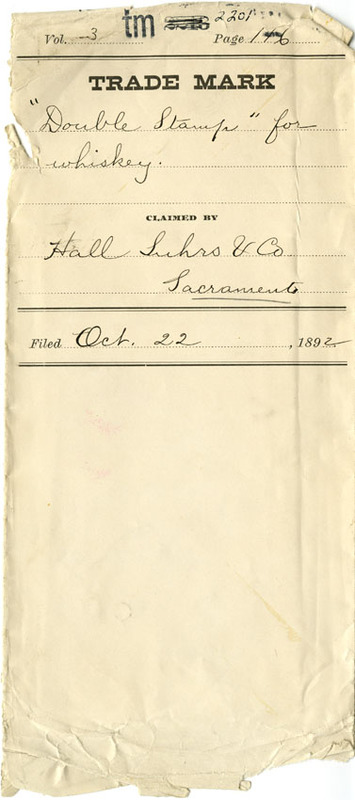 tm 2201
Vol. 3 Page 146
TRADE MARK
"Double Stamp" for
whiskey.
CLAIMED BY
Hall Luhrs & Co
Sacramento
Filed Oct. 22, 1892